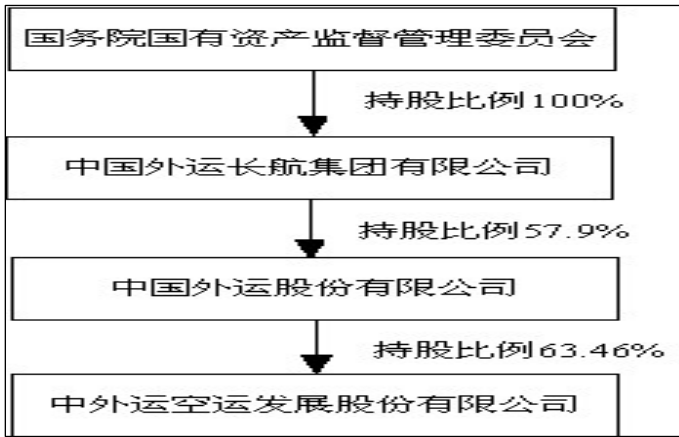 国务院国有资产监督管理委员会
持股比例100%
中国外运长航集团有限公司
持股比例57.9%
中国外运股份有限公司
持股比例63.46%
中外运空运发展股份有限公司